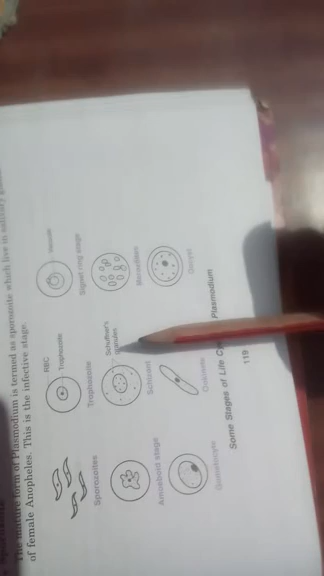 The mature form of Plasmodium is termed as sporozoite which live in salivary
of female Anopheles. This is the infective stage.
RBC
Trophozoite
Vacuole
Sporozoites
Trophozoite
Signet ring stage
Schuffner's
granules
Amoeboid stage
Schizont
Merozoites
Gametocyte
Ookinete
Oocyst
Some Stages of Life
Plasmodium
119